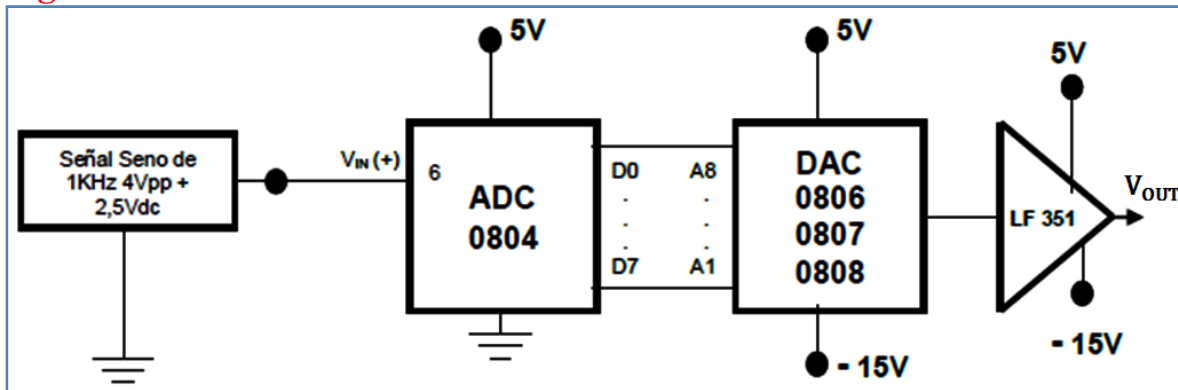 5V
5V
5V
Señal Seno de
1KHz 4Vpp +
2,5Vdc
VIN (+)
6
ADC
0804
D0
.
.
.
D7
A8
.
.
.
A1
DAC
0806
0807
0808
LF 351
VOUT
- 15V
- 15V